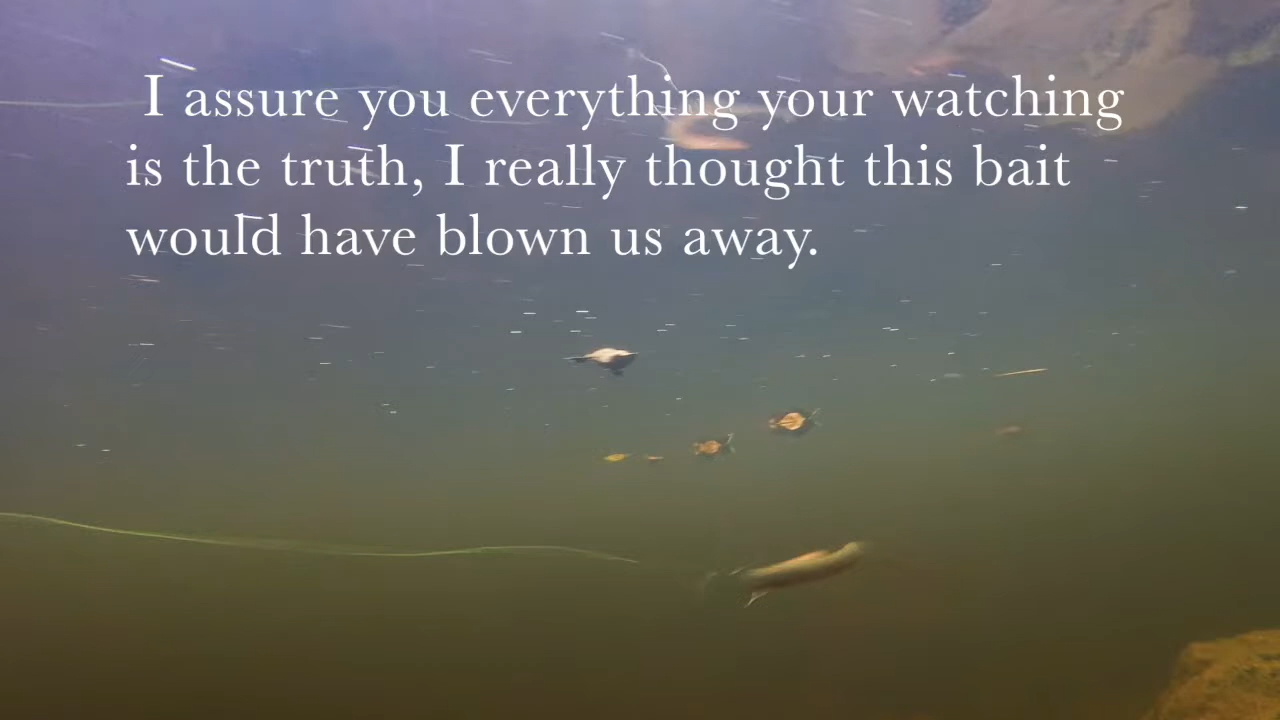 I assure you everything your watching
is the truth, I really thought this bait
would have blown us away.